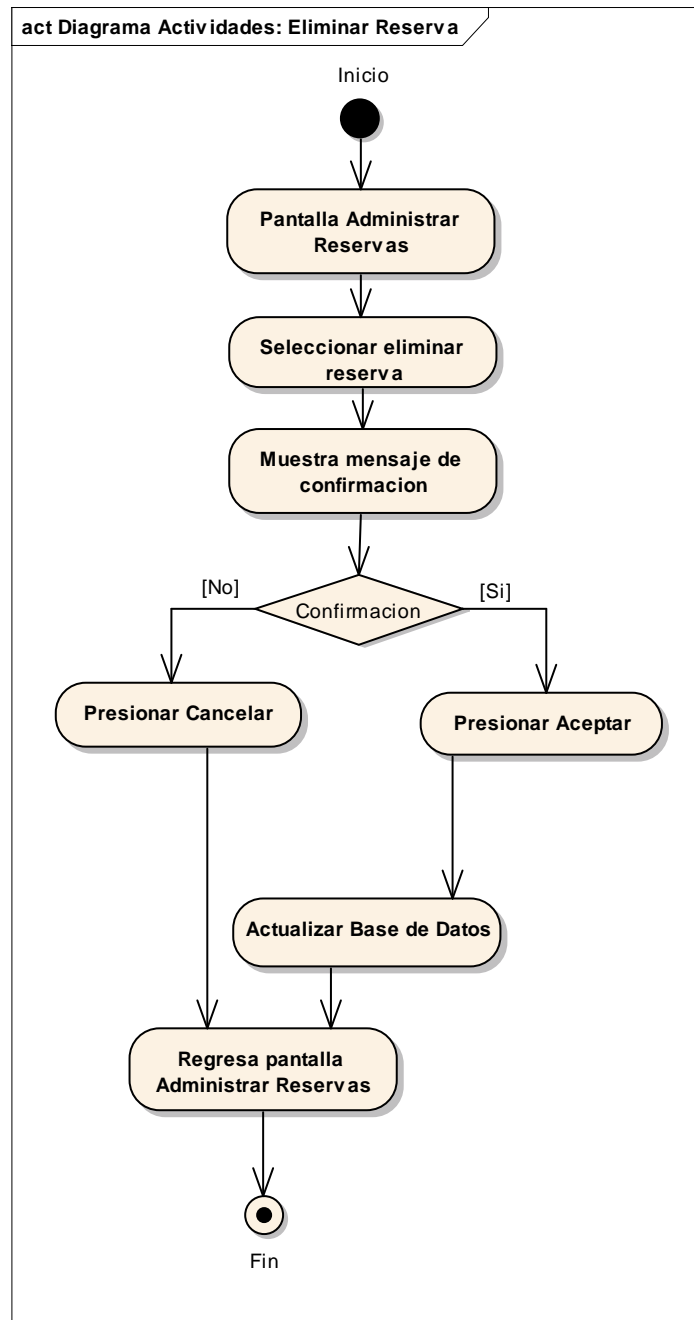 act Diagrama Actividades: Eliminar Reserva
Inicio
Pantalla Administrar
Reservas
Seleccionar eliminar
reserva
Muestra mensaje de
confirmacion
[No]
Confirmacion
[Si]
Presionar Cancelar
Presionar Aceptar
Actualizar Base de Datos
Regresa pantalla
Administrar Reservas
Fin